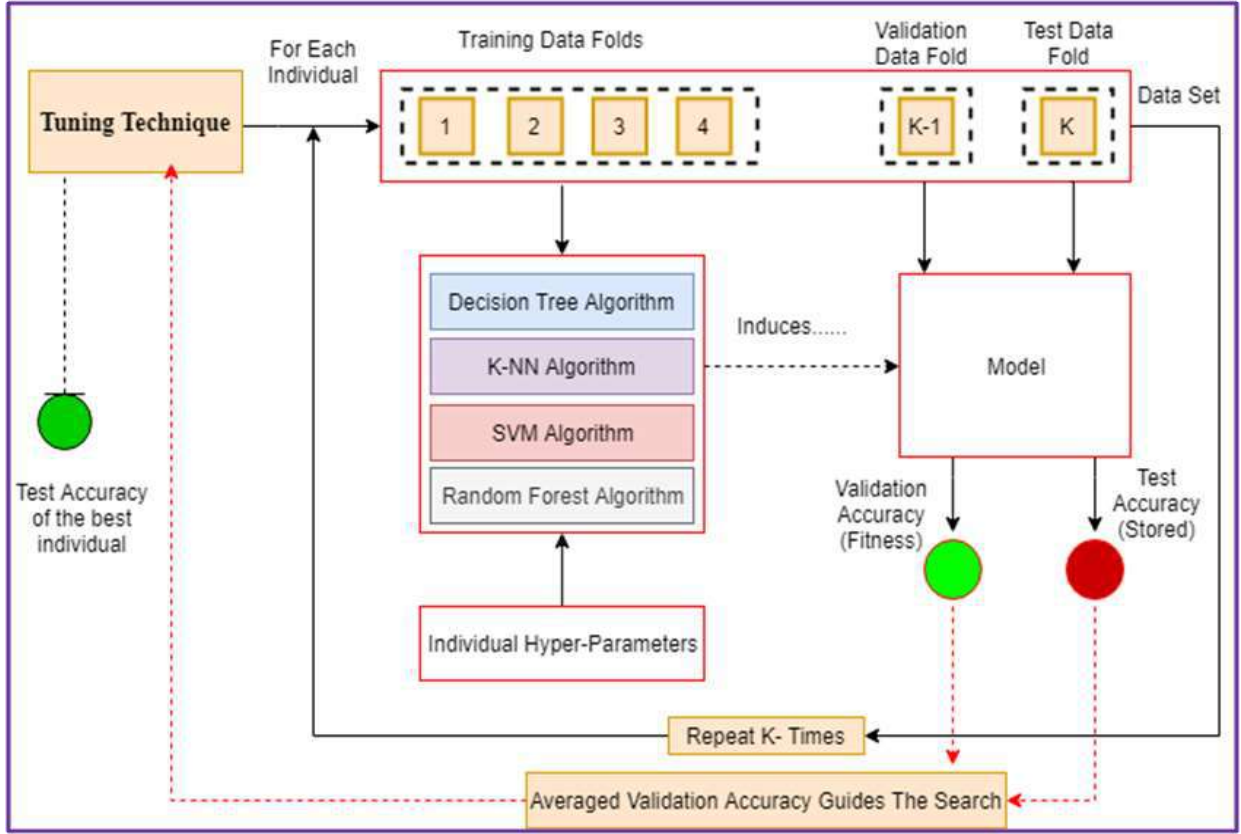 For Each
Individual
Training Data Folds
Validation
Data Fold
Test Data
Fold
Data Set
Tuning Technique
1
2
3
4
K-1
K
Decision Tree Algorithm
K-NN Algorithm
SVM Algorithm
Random Forest Algorithm
Induces......
Model
Test Accuracy
of the best
individual
Validation
Accuracy
(Fitness)
Test
Accuracy
(Stored)
Individual Hyper-Parameters
Repeat K- Times
Averaged Validation Accuracy Guides The Search